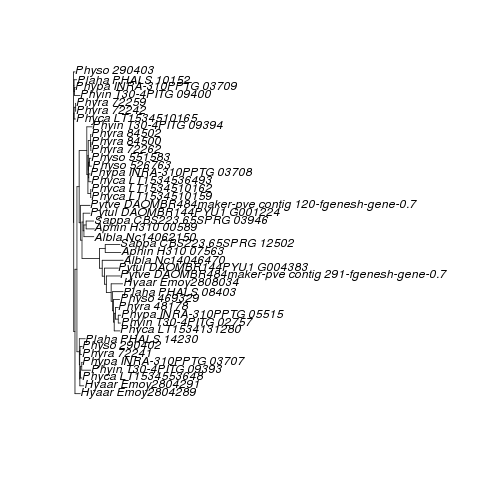 Physo 290403
Plaha PHALS 10152
Phypa INRA-310PPTG 03709
Phyin T30-4PITG 09400
Phyra 72259
Phyra 72242
Phyca LT1534510165
Phyin T30-4PITG 09394
Phyra 84502
Phyra 84500
Phyra 72262
Physo 551583
Physo 526763
Phypa INRA-310PPTG 03708
Phyca LT1534536493
Phyca LT1534510162
Phyca LT1534510159
Pytve DAOMBR484maker-pve contig 120-fgenesh-gene-0.7
Pytul DAOMBR144PYU1 G001224
Sappa CBS223.65SPRG 03946
Aphin H310 00589
Albla Nc14062150
Sappa CBS223.65SPRG 12502
Aphin H310 07563
Albla Nc14046470
Pytul DAOMBR144PYU1 G004383
Pytve DAOMBR484maker-pve contig 291-fgenesh-gene-0.7
Hyaar Emoy2808034
Plaha PHALS 08403
Physo 469329
Phyra 48178
Phypa INRA-310PPTG 05515
Phyin T30-4PITG 02757
Phyca LT1534131280
Plaha PHALS 14230
Physo 290402
Phyra 72241
Phypa INRA-310PPTG 03707
Phyin T30-4PITG 09393
Phyca LT1534553648
Hyaar Emoy2804291
Hyaar Emoy2804289